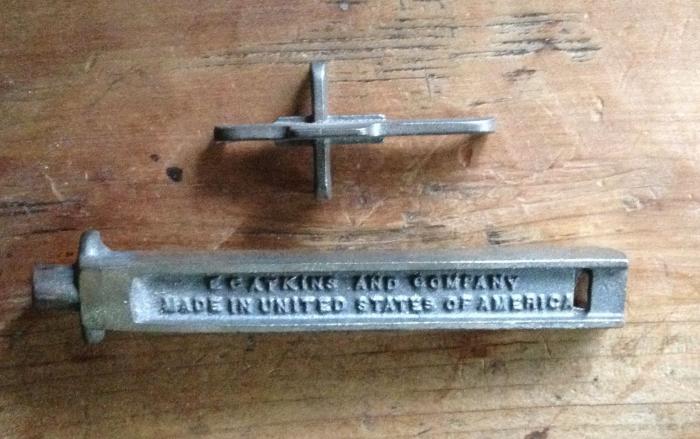 E C ATKINS AND COMPANY
MADE IN UNITED STATES OF AMERICA